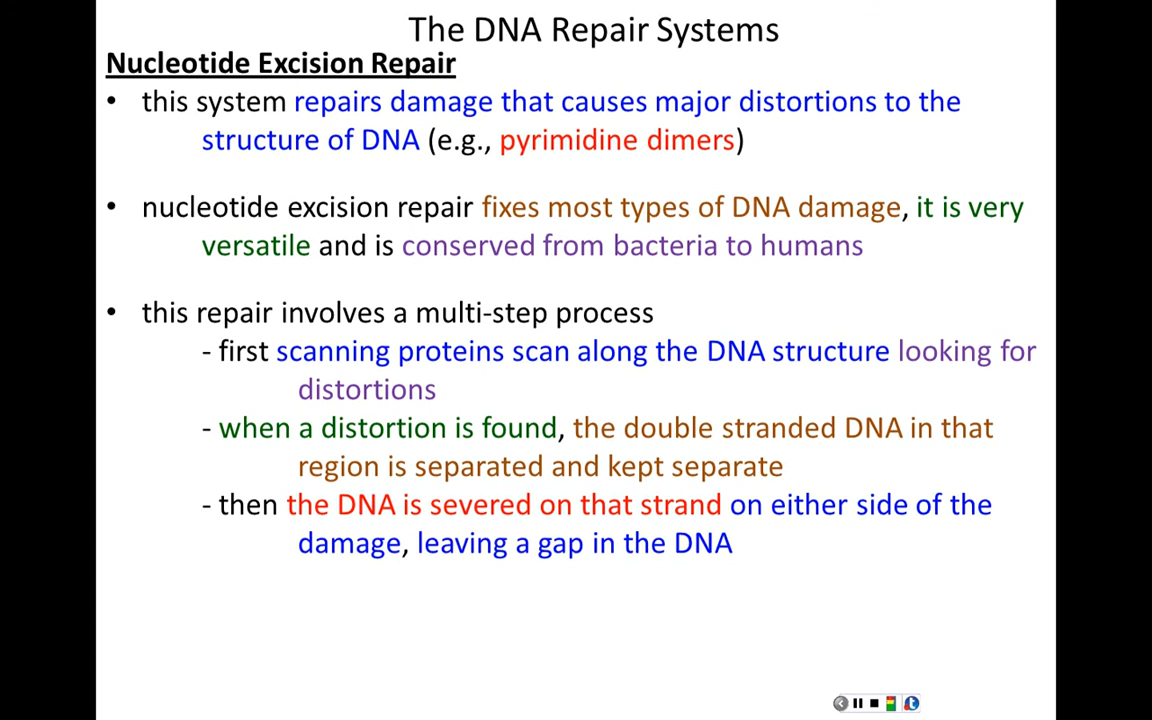 The DNA Repair Systems
Nucleotide Excision Repair
• this system repairs damage that causes major distortions to the
structure of DNA (e.g., pyrimidine dimers)
• nucleotide excision repair fixes most types of DNA damage, it is very
versatile and is conserved from bacteria to humans
• this repair involves a multi-step process
- first scanning proteins scan along the DNA structure looking for
distortions
- when a distortion is found, the double stranded DNA in that
region is separated and kept separate
- then the DNA is severed on that strand on either side of the
damage, leaving a gap in the DNA